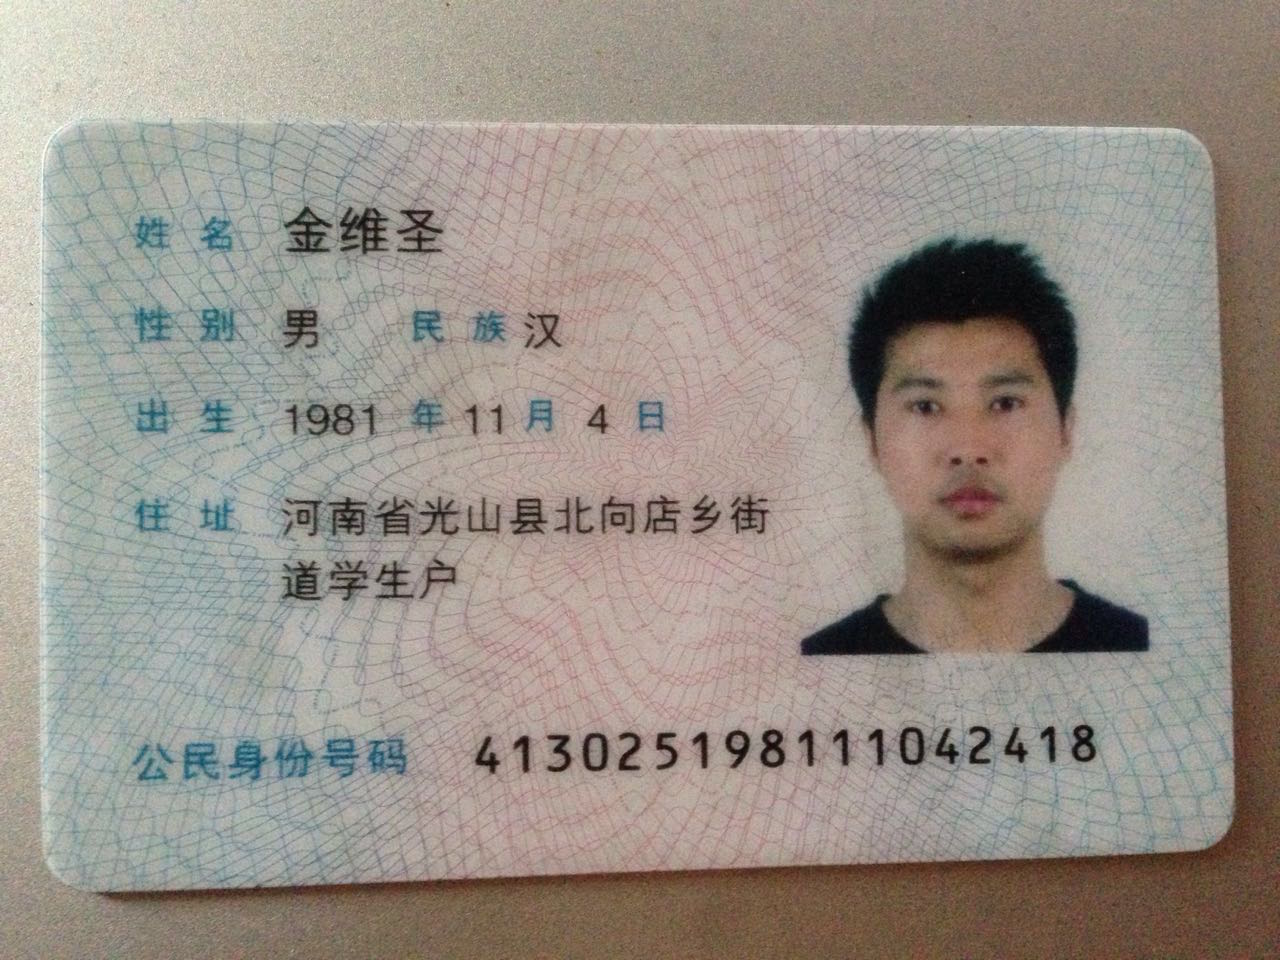 姓名 金维圣
性别 男 民族 汉
出生 1981 年 11 月 4 日
住址 河南省光山县北向店乡街
道学生户
公民身份号码 413025198111042418